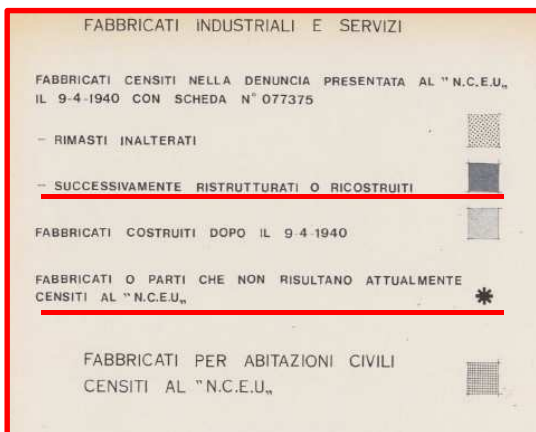 FABBRICATI INDUSTRIALI E SERVIZI
FABBRICATI CENSITI NELLA DENUNCIA PRESENTATA AL "N.C.E.U„
IL 9-4-1940 CON SCHEDA N° 077375
- RIMASTI INALTERATI
- SUCCESSIVAMENTE RISTRUTTURATI O RICOSTRUITI
FABBRICATI COSTRUITI DOPO IL 9-4-1940
FABBRICATI O PARTI CHE NON RISULTANO ATTUALMENTE
CENSITI AL "N.C.E.U„
FABBRICATI PER ABITAZIONI CIVILI
CENSITI AL "N.C.E.U„